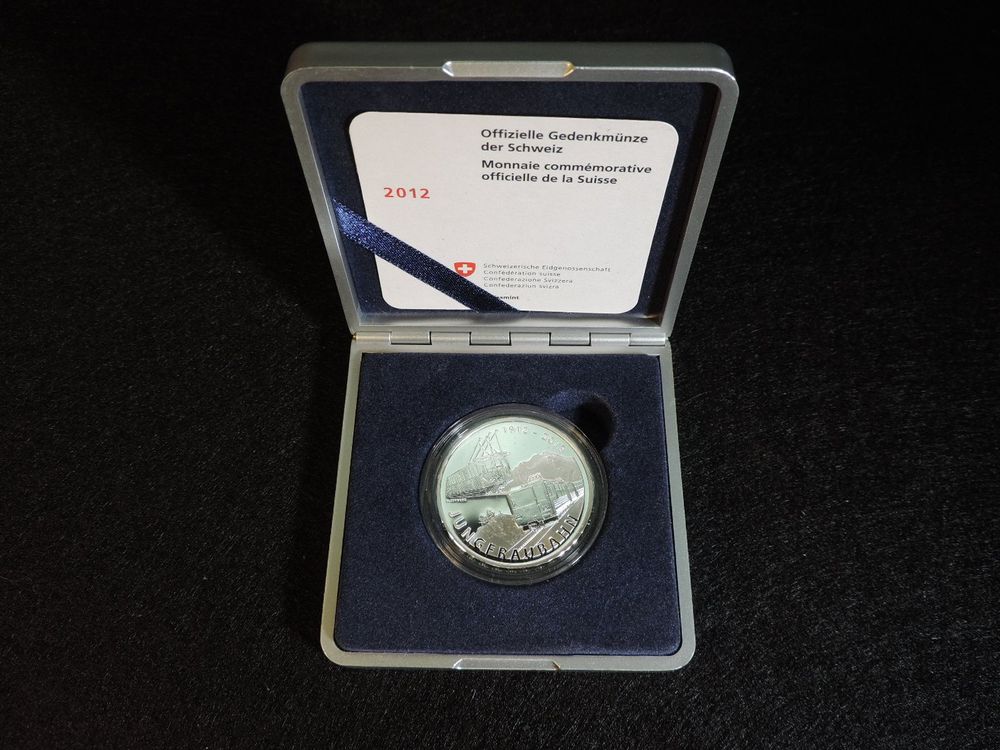 Offizielle Gedenkmünze
der Schweiz
Monnaie commémorative
officielle de la Suisse
2012
Schweizerische Eidgenossenschaft
Confédération suisse
Confederazione Svizzera
Confederaziun svizra
1912 - 2012
JUNGFRAUBAHN